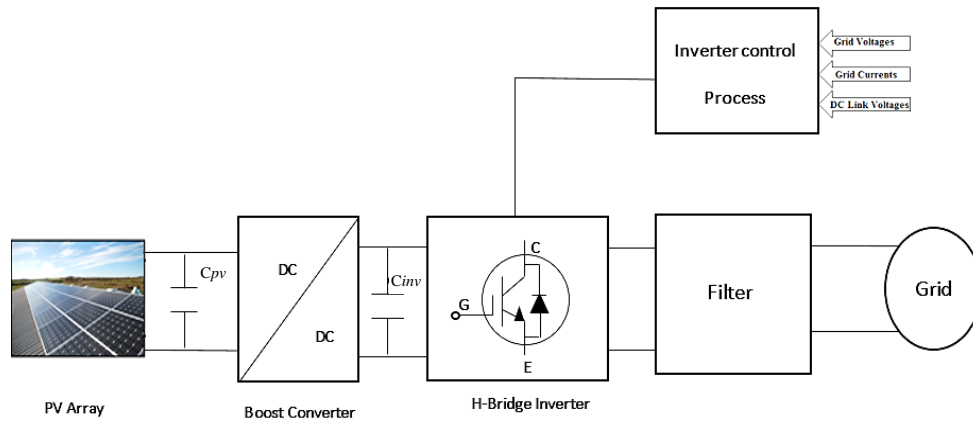 Inverter control
Process
Grid Voltages
Grid Currents
DC Link Voltages
Cpv
DC
DC
Cinv
C
G
E
Filter
Grid
PV Array
Boost Converter
H-Bridge Inverter